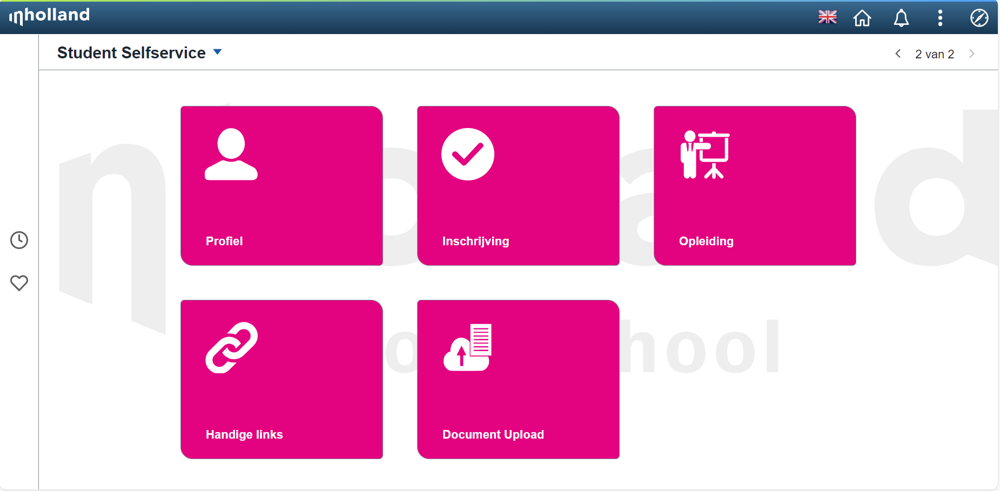 inholland
Student Selfservice
2 van 2
Profiel
Inschrijving
Opleiding
Handige links
Document Upload